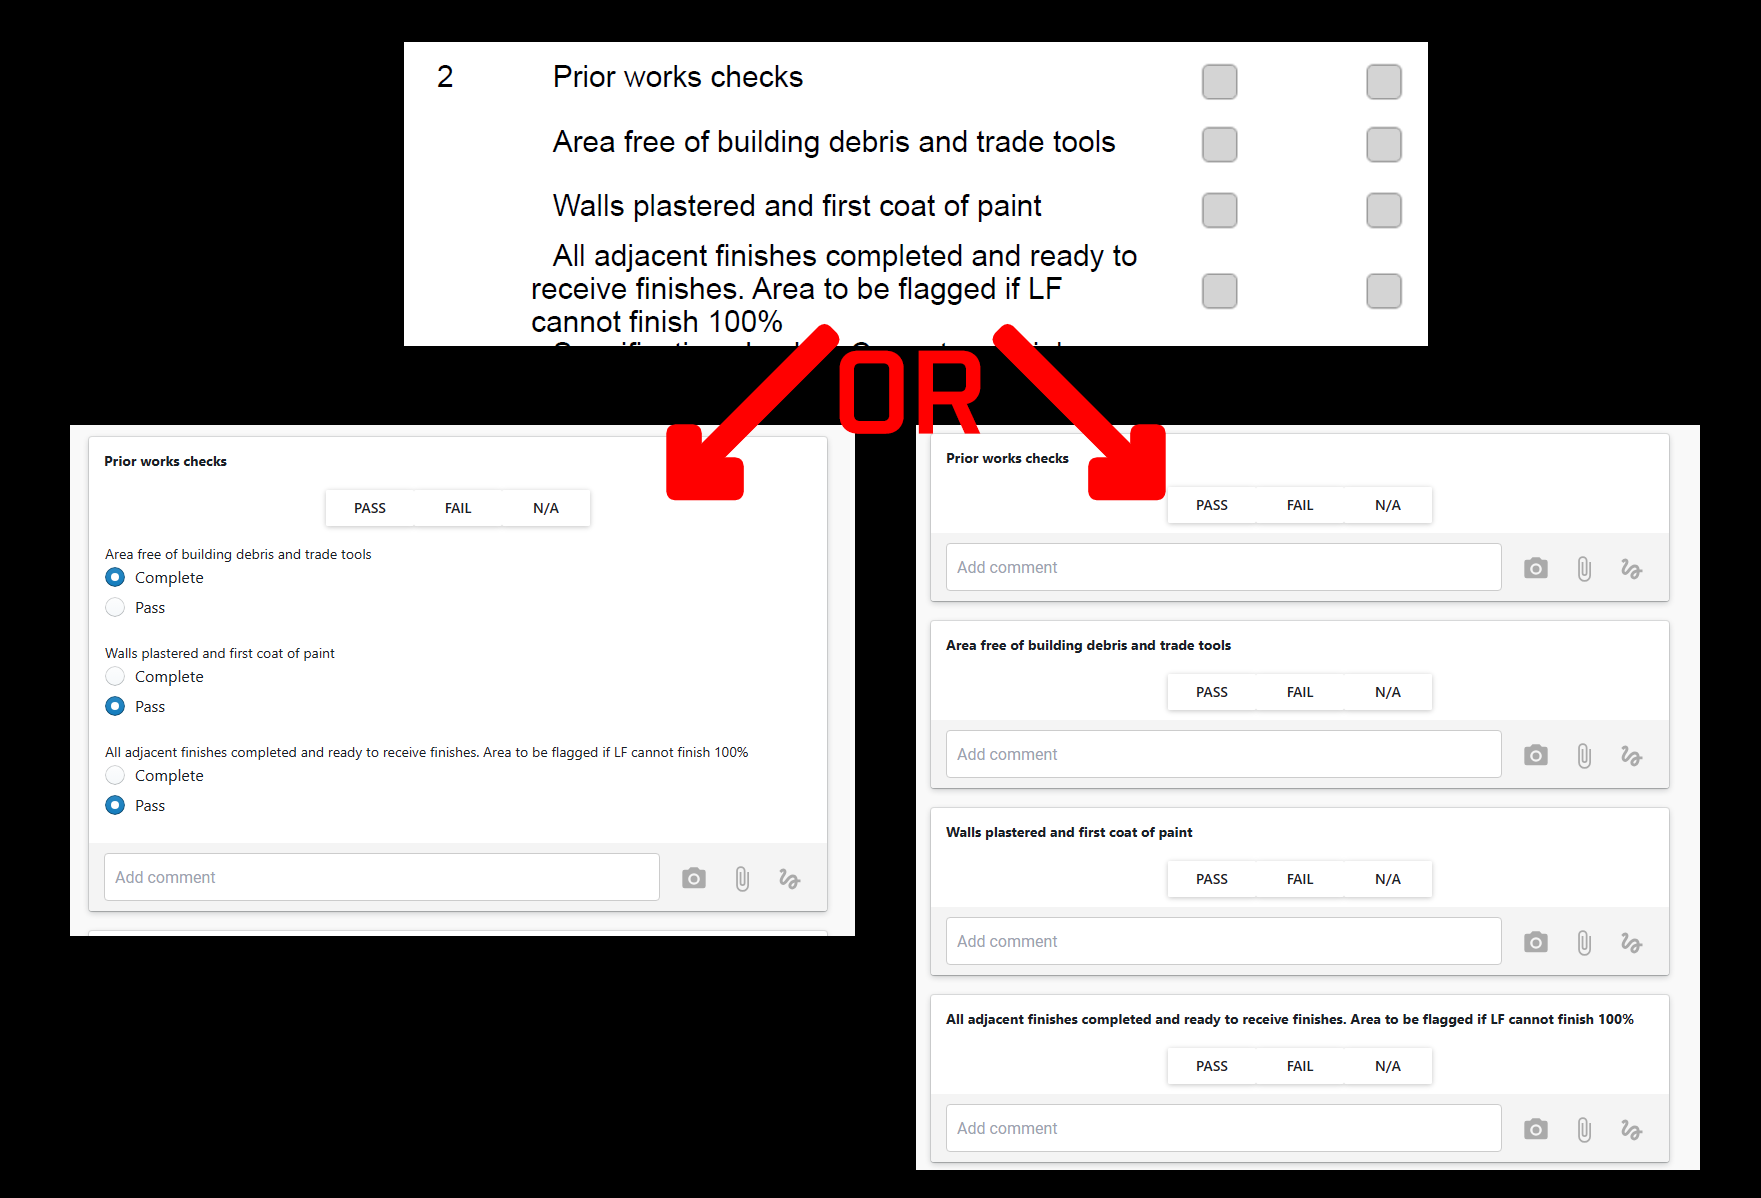 2 Prior works checks
Area free of building debris and trade tools
Walls plastered and first coat of paint
All adjacent finishes completed and ready to
receive finishes. Area to be flagged if LF
cannot finish 100%
OR
Prior works checks
PASS FAIL N/A
Area free of building debris and trade tools
Complete
Pass
Walls plastered and first coat of paint
Complete
Pass
All adjacent finishes completed and ready to receive finishes. Area to be flagged if LF cannot finish 100%
Complete
Pass
Add comment
Prior works checks
PASS FAIL N/A
Add comment
Area free of building debris and trade tools
PASS FAIL N/A
Add comment
Walls plastered and first coat of paint
PASS FAIL N/A
Add comment
All adjacent finishes completed and ready to receive finishes. Area to be flagged if LF cannot finish 100%
PASS FAIL N/A
Add comment